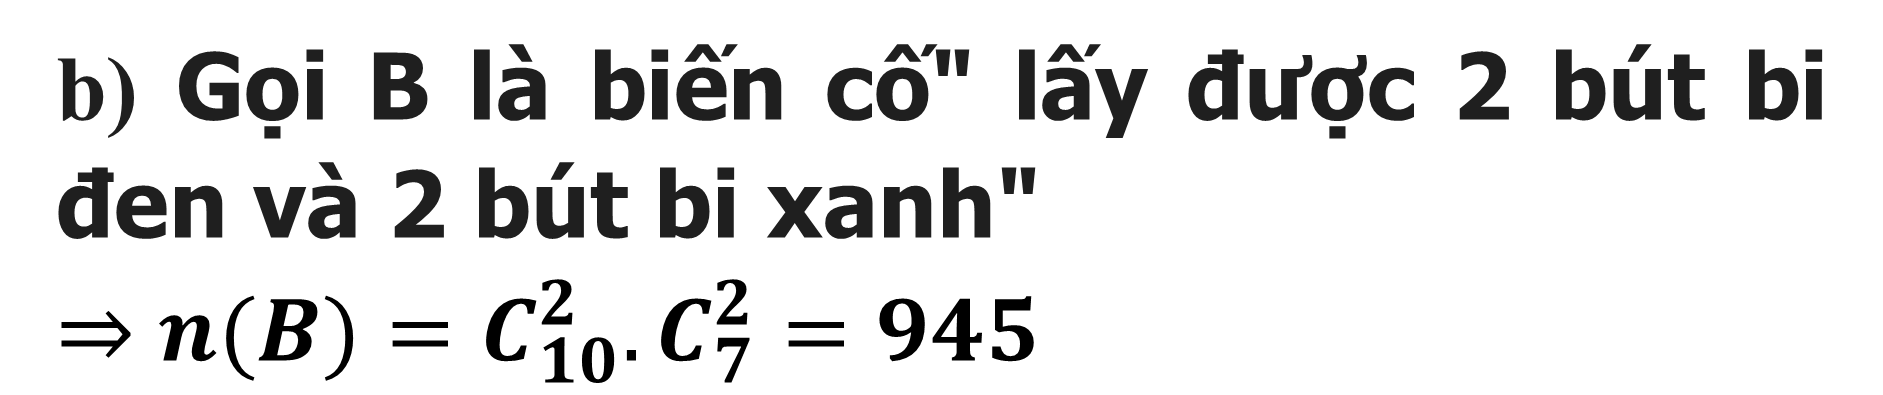 b) Gọi B là biến cố" lấy được 2 bút bi
đen và 2 bút bi xanh"
⇒ n(B) = C²₁₀. C²₇ = 945